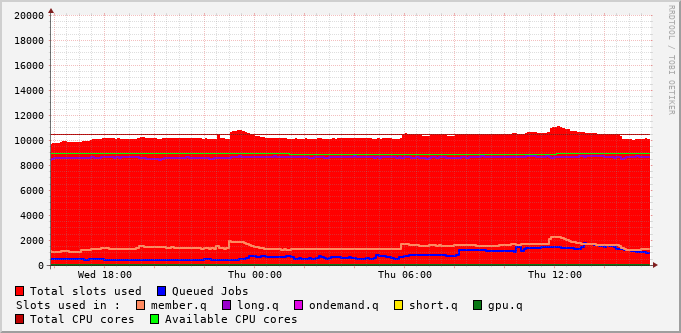 20000
18000
16000
14000
12000
10000
8000
6000
4000
2000
0
Wed 18:00 Thu 00:00 Thu 06:00 Thu 12:00
Total slots used Queued Jobs
Slots used in : member.q long.q ondemand.q short.q gpu.q
Total CPU cores Available CPU cores
RRDTOOL / TOBI OETIKER